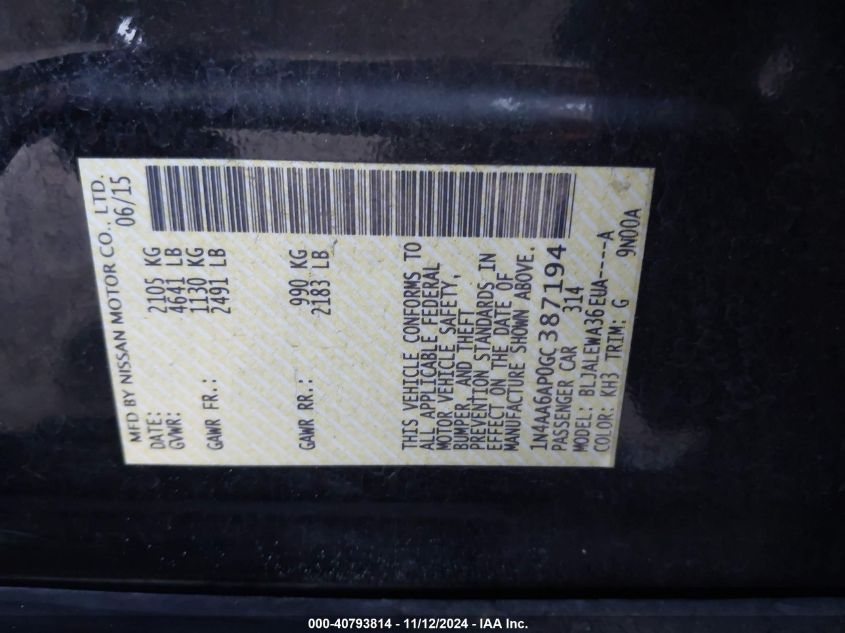 MFD BY NISSAN MOTOR CO., LTD.
06/15
DATE: 2105 KG
GVWR: 4641 LB
1130 KG
GAWR FR.: 2491 LB
990 KG
GAWR RR.: 2183 LB
THIS VEHICLE CONFORMS TO
ALL APPLICABLE FEDERAL
MOTOR VEHICLE SAFETY,
BUMPER, AND THEFT
PREVENTION STANDARDS IN
EFFECT ON THE DATE OF
MANUFACTURE SHOWN ABOVE.
1N4AA6AP0GC387194
PASSENGER CAR 314
MODEL: BLJALEWA36EUA----A
COLOR: KH3 TRIM: G 9N00A
000-40793814 - 11/12/2024 - IAA Inc.